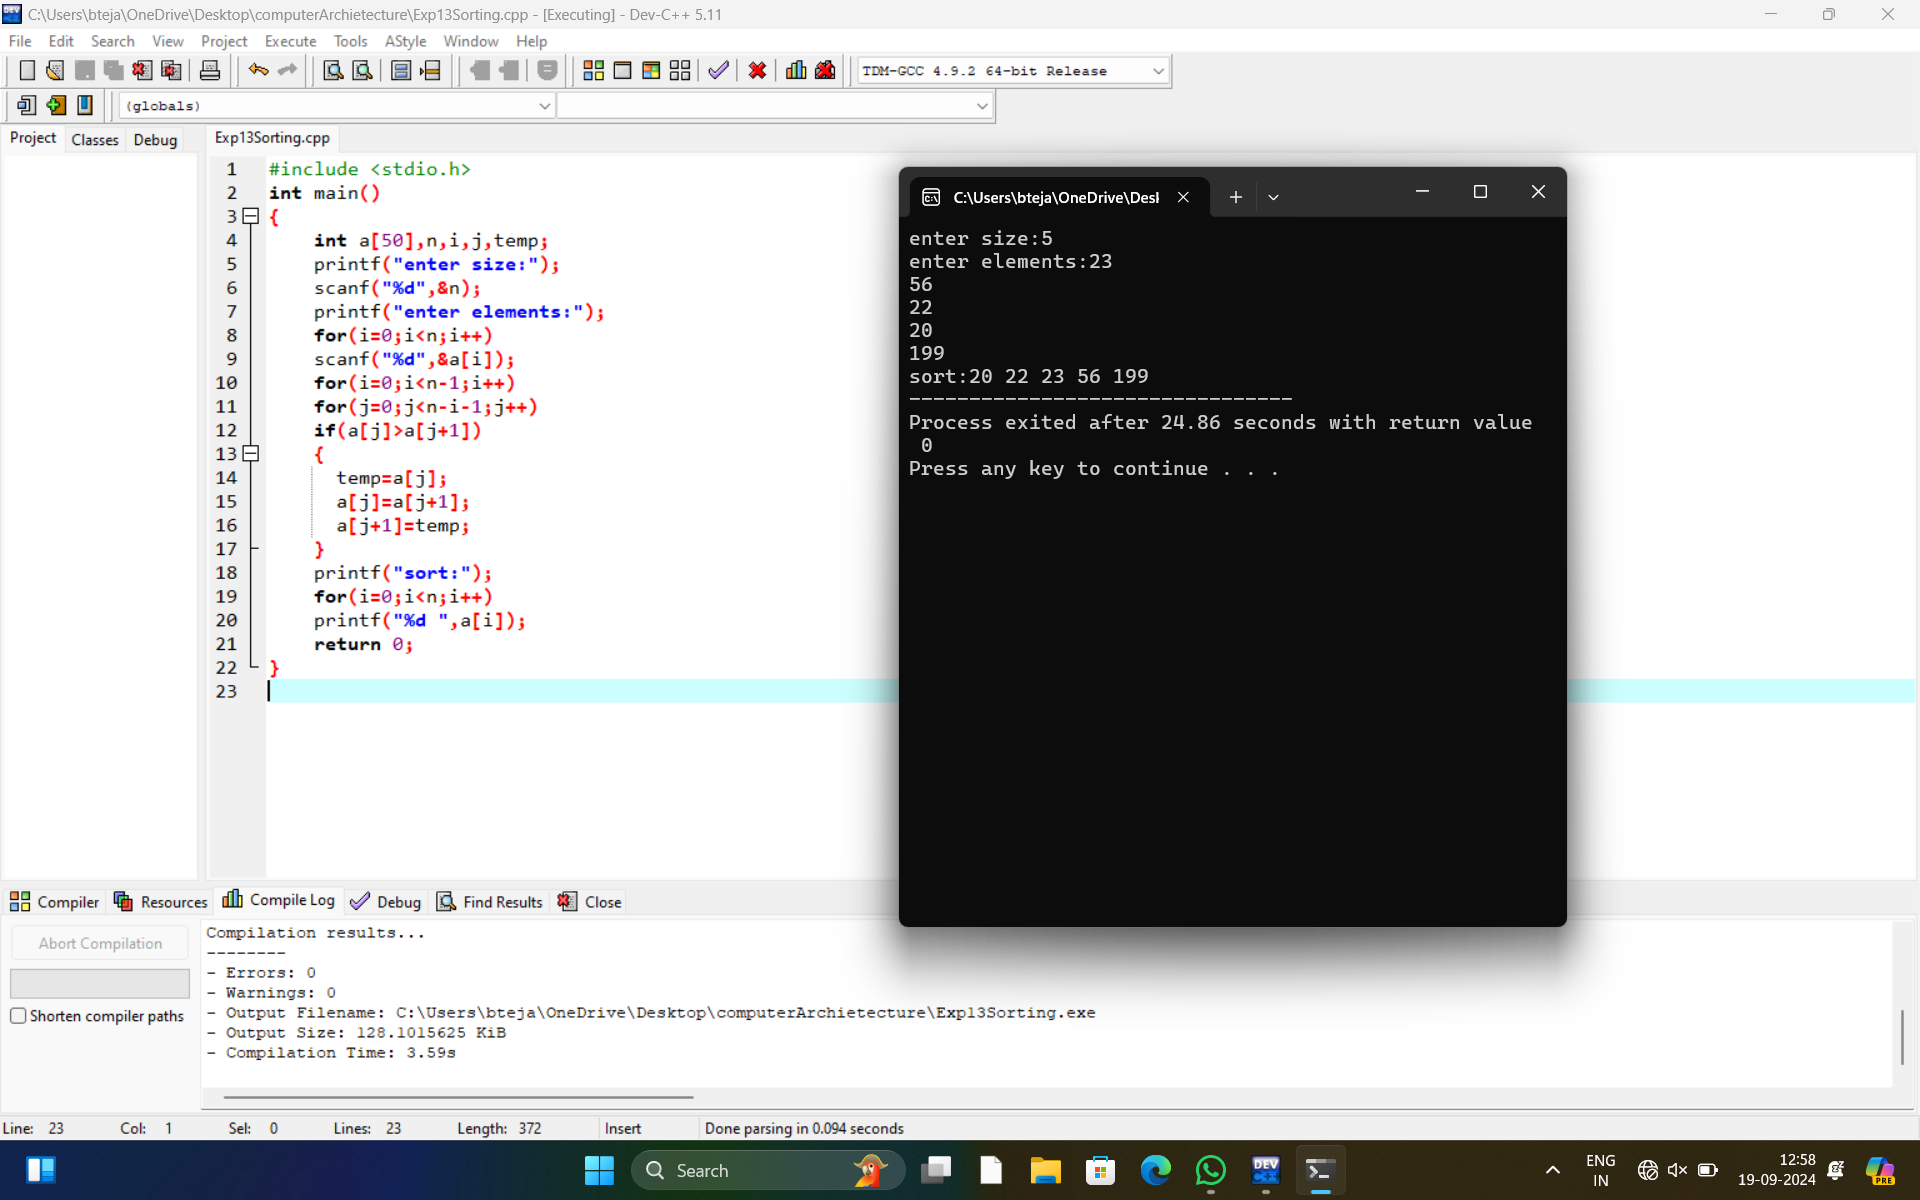 C:\Users\bteja\OneDrive\Desktop\computerArchietecture\Exp13Sorting.cpp - [Executing] - Dev-C++ 5.11
File Edit Search View Project Execute Tools AStyle Window Help
TDM-GCC 4.9.2 64-bit Release
(globals)
Project Classes Debug
Exp13Sorting.cpp
1 #include <stdio.h>
2 int main()
3 {
4 int a[50],n,i,j,temp;
5 printf("enter size:");
6 scanf("%d",&n);
7 printf("enter elements:");
8 for(i=0;i<n;i++)
9 scanf("%d",&a[i]);
10 for(i=0;i<n-1;i++)
11 for(j=0;j<n-i-1;j++)
12 if(a[j]>a[j+1])
13 {
14 temp=a[j];
15 a[j]=a[j+1];
16 a[j+1]=temp;
17 }
18 printf("sort:");
19 for(i=0;i<n;i++)
20 printf("%d ",a[i]);
21 return 0;
22 }
23
C:\Users\bteja\OneDrive\Desl
enter size:5
enter elements:23
56
22
20
199
sort:20 22 23 56 199
--------------------------------
Process exited after 24.86 seconds with return value
0
Press any key to continue . . .
Compiler Resources Compile Log Debug Find Results Close
Abort Compilation
Shorten compiler paths
Compilation results...
--------
- Errors: 0
- Warnings: 0
- Output Filename: C:\Users\bteja\OneDrive\Desktop\computerArchietecture\Exp13Sorting.exe
- Output Size: 128.1015625 KiB
- Compilation Time: 3.59s
Line: 23 Col: 1 Sel: 0 Lines: 23 Length: 372 Insert Done parsing in 0.094 seconds
Search
DEV C++
ENG
IN
12:58
19-09-2024
PRE